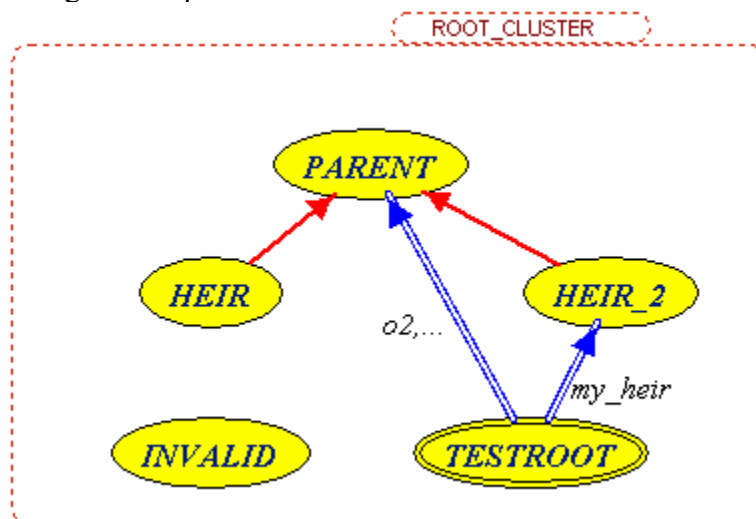 ROOT_CLUSTER
PARENT
HEIR
HEIR_2
o2,...
my_heir
INVALID
TESTROOT